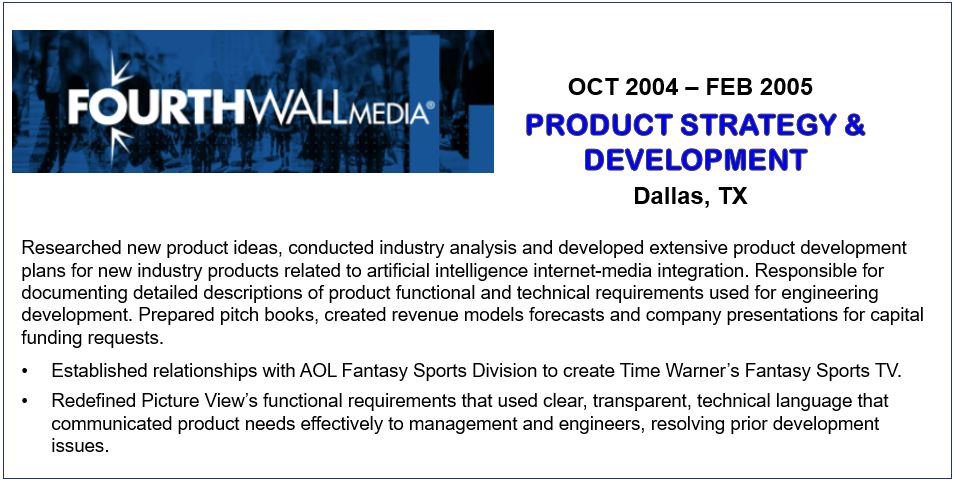 FOURTHWALLMEDIA®
OCT 2004 – FEB 2005
PRODUCT STRATEGY &
DEVELOPMENT
Dallas, TX
Researched new product ideas, conducted industry analysis and developed extensive product development
plans for new industry products related to artificial intelligence internet-media integration. Responsible for
documenting detailed descriptions of product functional and technical requirements used for engineering
development. Prepared pitch books, created revenue models forecasts and company presentations for capital
funding requests.
• Established relationships with AOL Fantasy Sports Division to create Time Warner’s Fantasy Sports TV.
• Redefined Picture View’s functional requirements that used clear, transparent, technical language that
communicated product needs effectively to management and engineers, resolving prior development
issues.